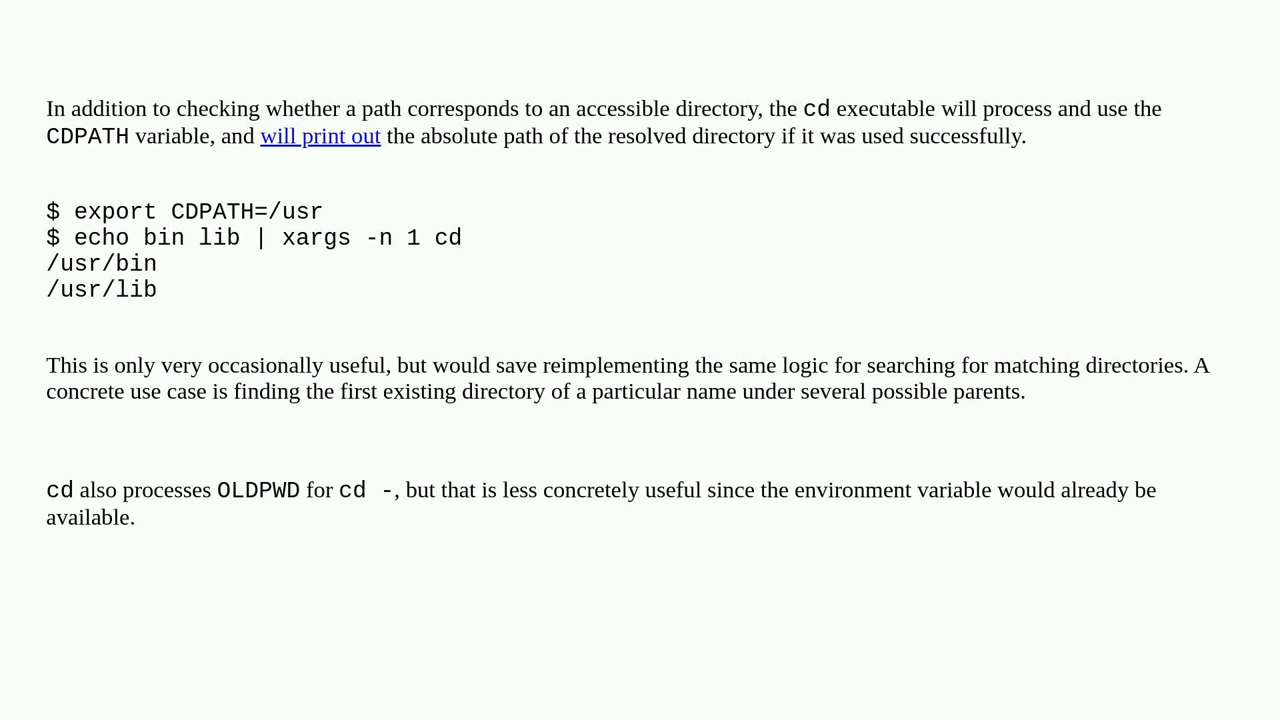 In addition to checking whether a path corresponds to an accessible directory, the cd executable will process and use the
CDPATH variable, and will print out the absolute path of the resolved directory if it was used successfully.
$ export CDPATH=/usr
$ echo bin lib | xargs -n 1 cd
/usr/bin
/usr/lib
This is only very occasionally useful, but would save reimplementing the same logic for searching for matching directories. A
concrete use case is finding the first existing directory of a particular name under several possible parents.
cd also processes OLDPWD for cd -, but that is less concretely useful since the environment variable would already be
available.